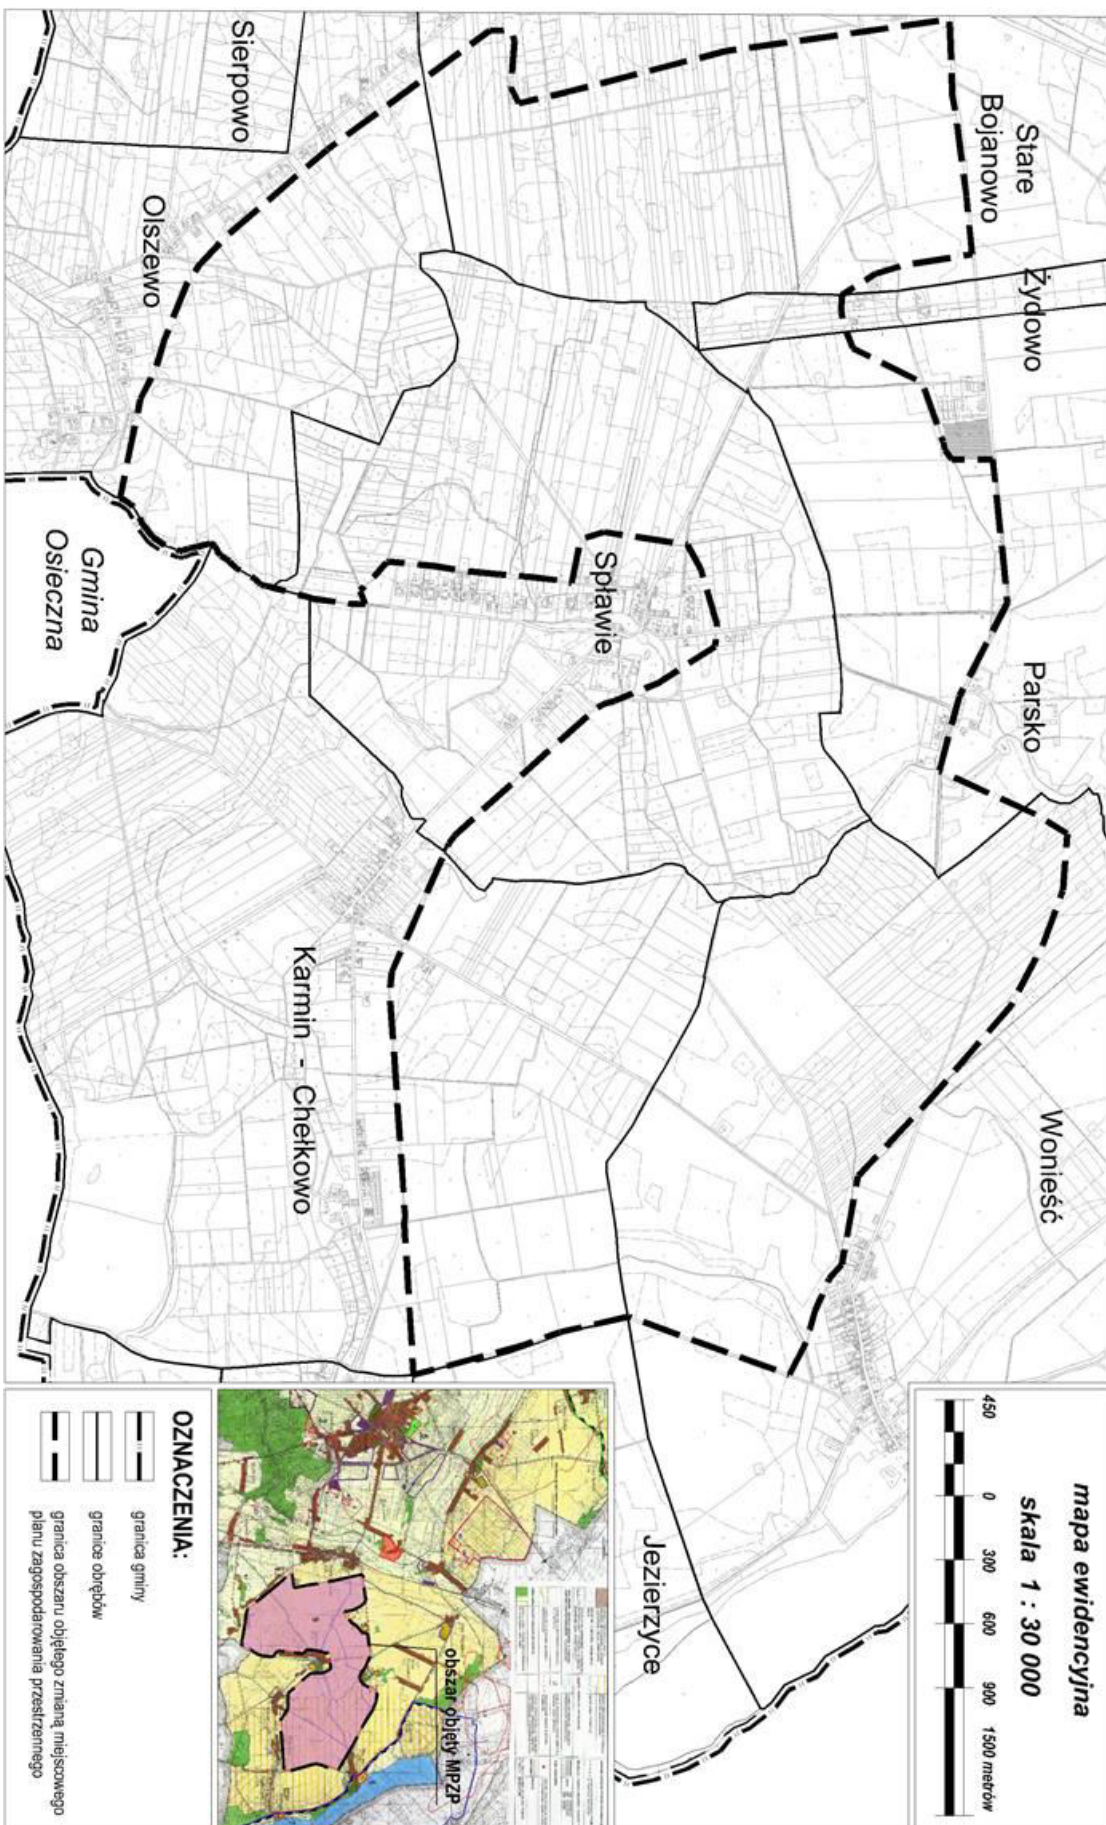 Sierpowo
Stare
Bojanowo
Żydowo
Olszewo
Gmina
Osieczna
Spławie
Parsko
Karmin - Chełkowo
Wonieść
Jezierzyce
mapa ewidencyjna
skala 1 : 30 000
450 0 300 600 900 1500 metrów
obszar objęty MPZP
OZNACZENIA:
granica gminy
granice obrębów
granica obszaru objętego zmianą miejscowego
planu zagospodarowania przestrzennego